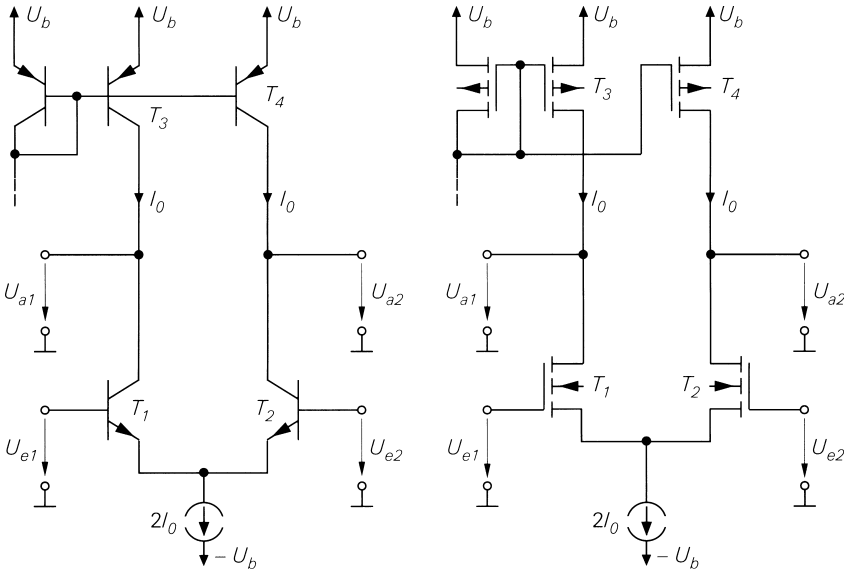 U_b U_b U_b U_b U_b U_b
T_3 T_4 T_3 T_4
I_0 I_0 I_0 I_0
U_a1 U_a2 U_a1 U_a2
T_1 T_2 T_1 T_2
U_e1 U_e2 U_e1 U_e2
2I_0 2I_0
– U_b – U_b